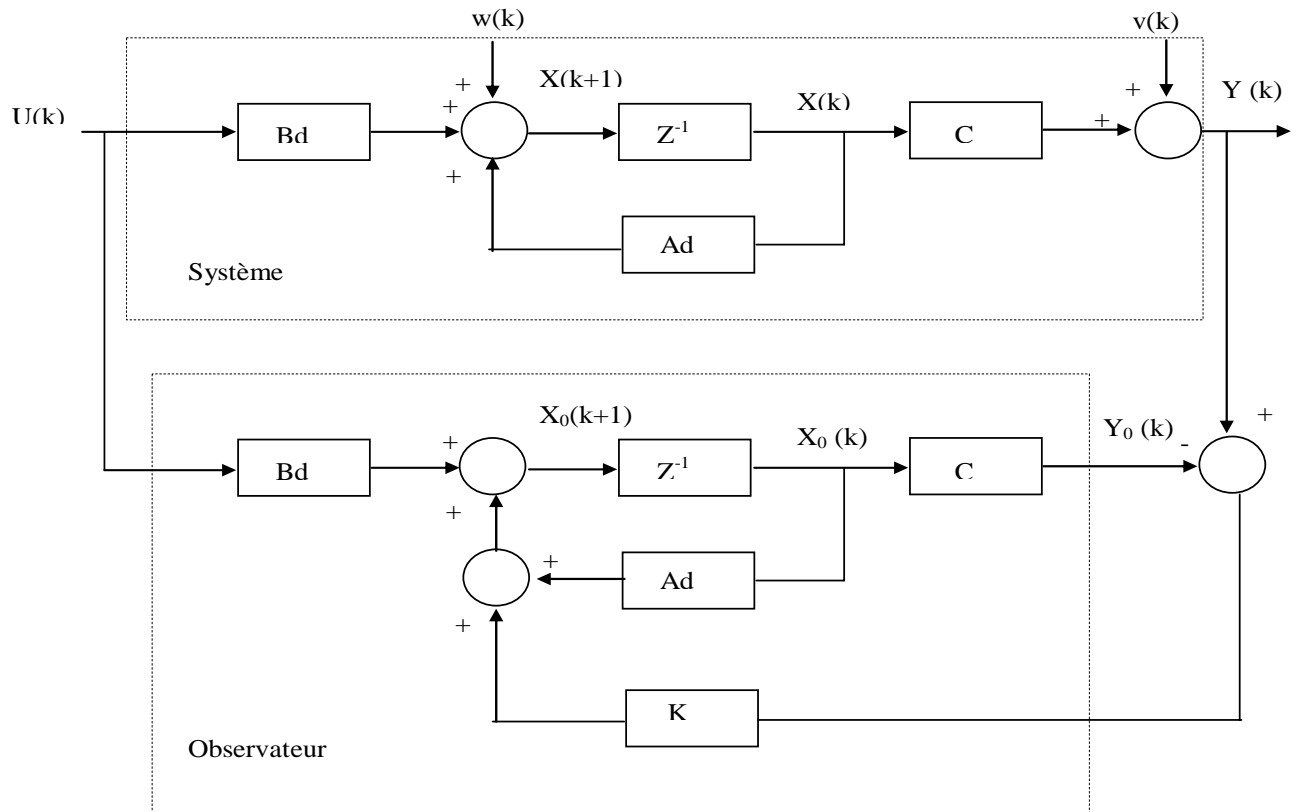 w(k)
v(k)
+
X(k+1)
X(k)
+
Y (k)
U(k)
+
Bd
Z⁻¹
C
+
+
Ad
Système
X₀(k+1)
X₀ (k)
Y₀ (k)
+
+
-
Bd
Z⁻¹
C
+
+
Ad
+
K
Observateur